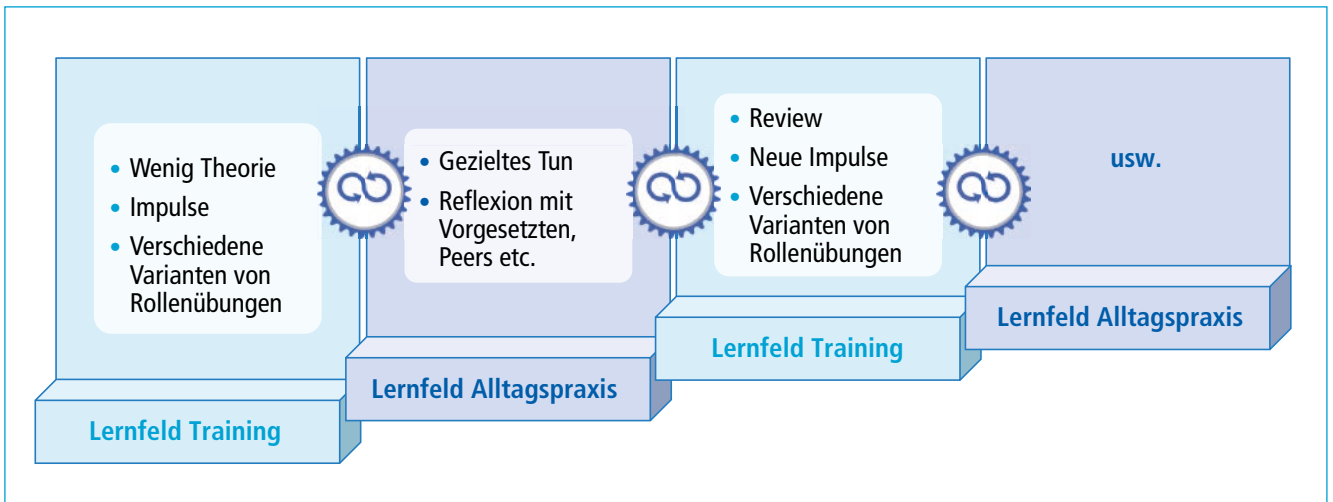 • Wenig Theorie
• Impulse
• Verschiedene
Varianten von
Rollenübungen
Lernfeld Training
• Gezieltes Tun
• Reflexion mit
Vorgesetzten,
Peers etc.
Lernfeld Alltagspraxis
• Review
• Neue Impulse
• Verschiedene
Varianten von
Rollenübungen
Lernfeld Training
usw.
Lernfeld Alltagspraxis